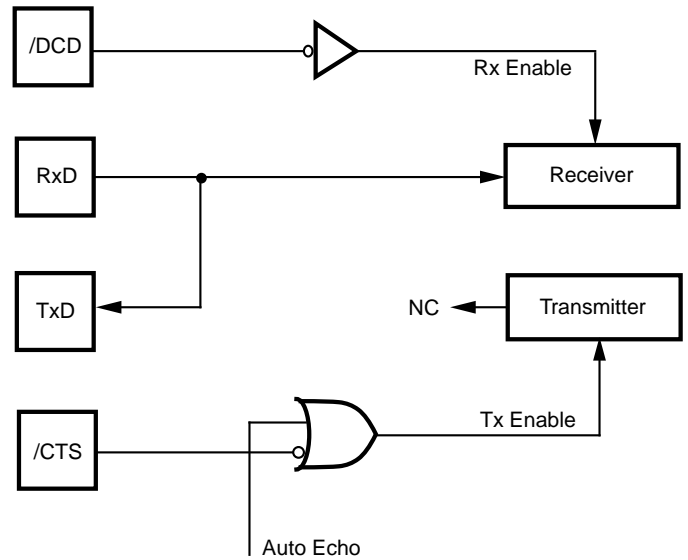 /DCD
Rx Enable
RxD
Receiver
TxD
NC
Transmitter
Tx Enable
/CTS
Auto Echo